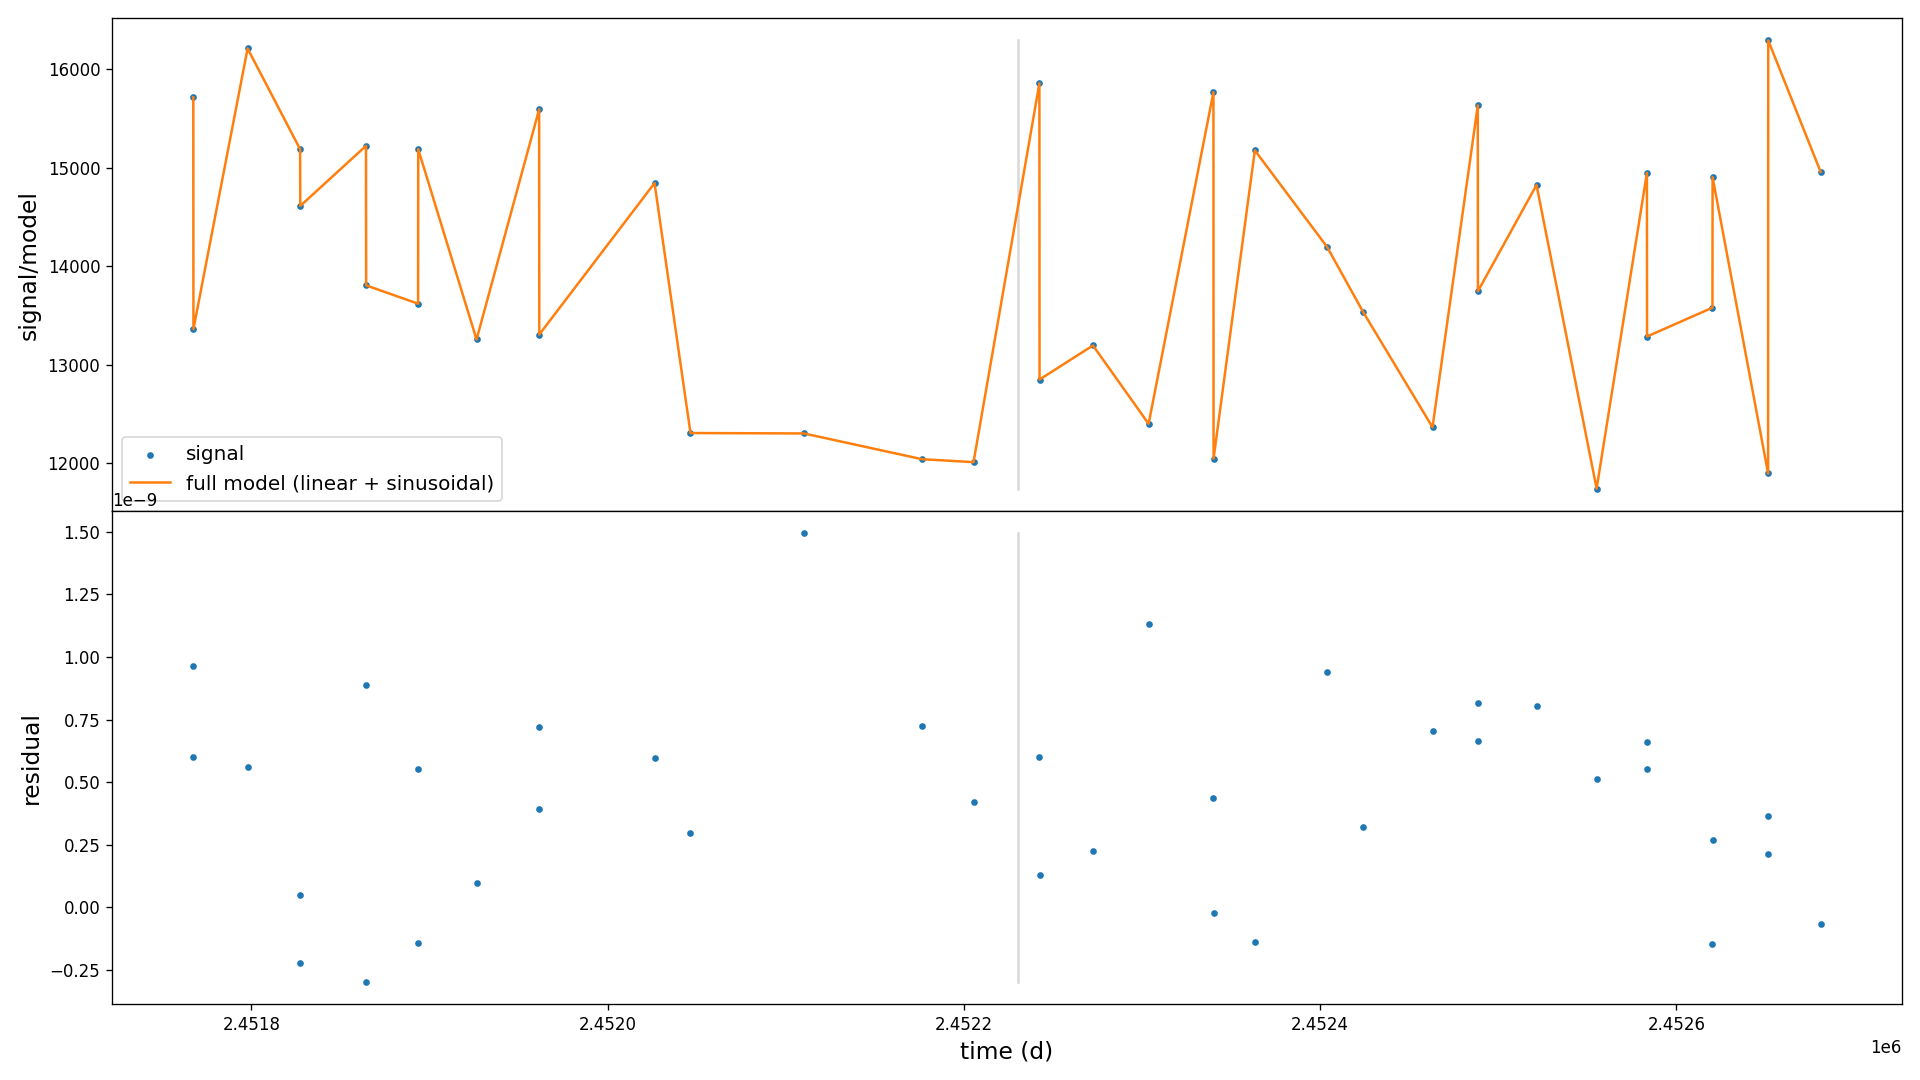 16000
15000
14000
13000
12000
signal/model
signal
full model (linear + sinusoidal)
1e−9
1.50
1.25
1.00
0.75
0.50
0.25
0.00
−0.25
residual
2.4518
2.4520
2.4522
2.4524
2.4526
time (d)
1e6